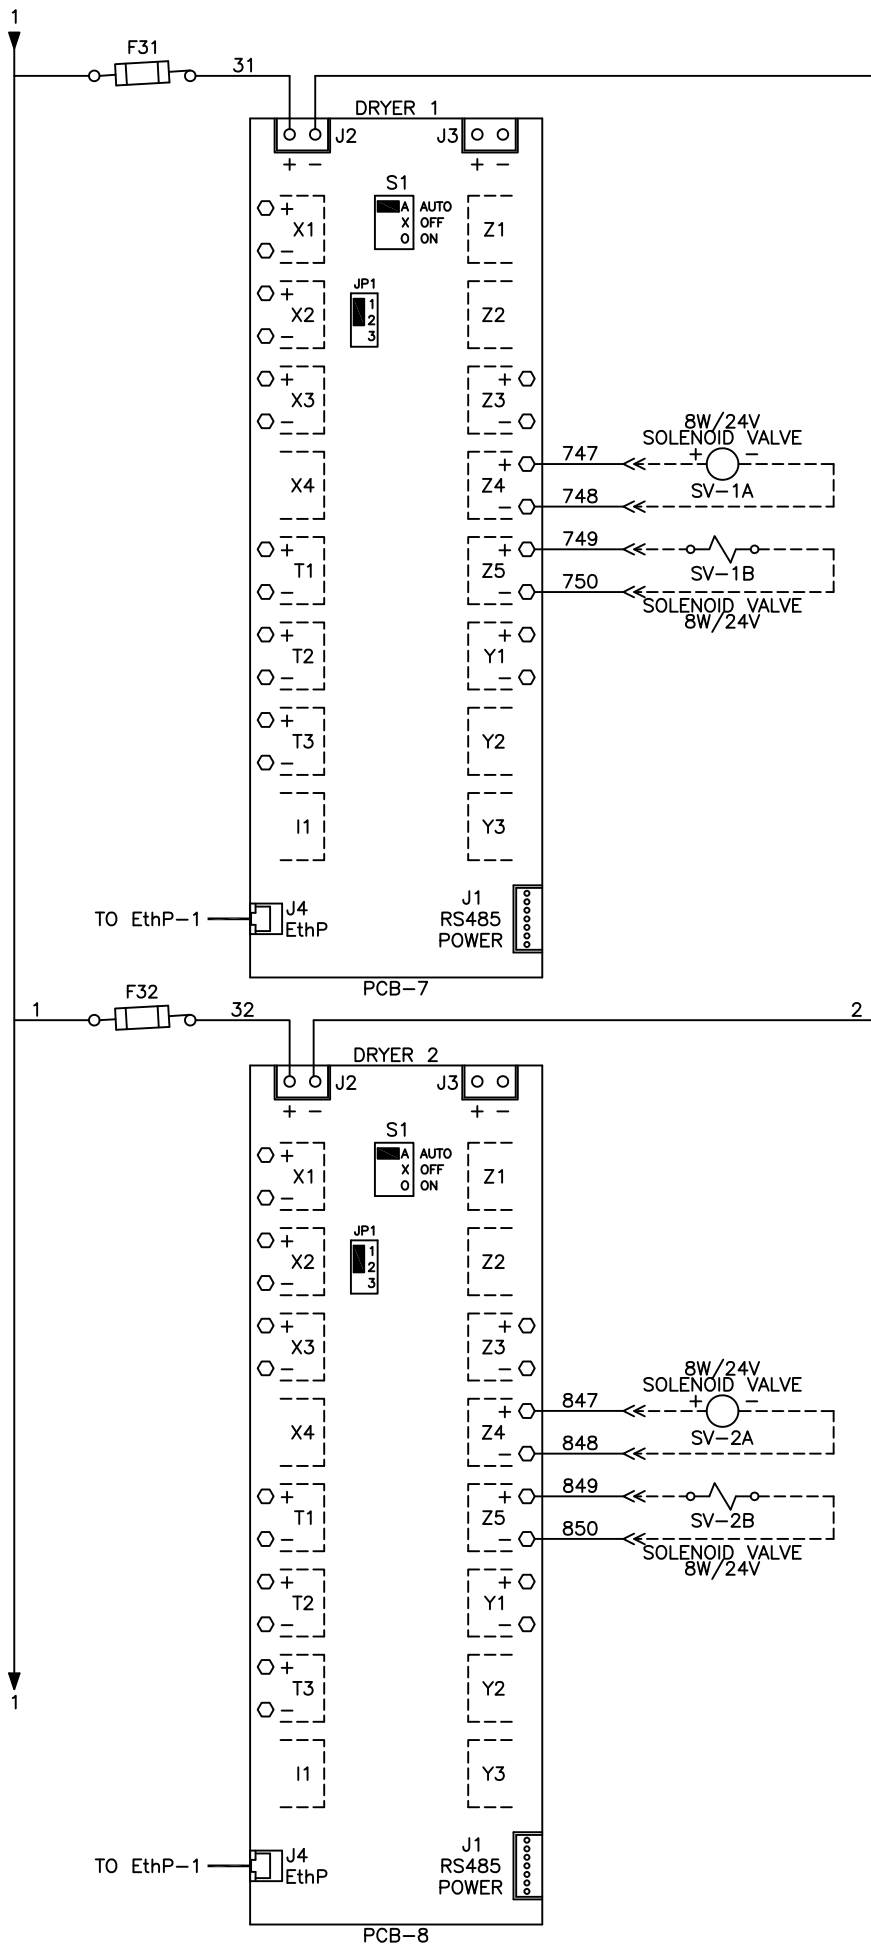 1
F31
31
DRYER 1
J2
J3
+ −
+ −
S1
A AUTO
X OFF
O ON
+
X1
−
Z1
JP1
1
2
3
+
X2
−
Z2
+
X3
−
+
Z3
−
X4
+
Z4
−
747
748
8W/24V
SOLENOID VALVE
+ −
SV-1A
+
T1
−
+
Z5
−
749
750
SV-1B
SOLENOID VALVE
8W/24V
+
T2
−
+
Y1
−
+
T3
−
Y2
I1
Y3
TO EthP-1
J4
EthP
J1
RS485
POWER
PCB-7
1
F32
32
2
DRYER 2
J2
J3
+ −
+ −
S1
A AUTO
X OFF
O ON
+
X1
−
Z1
JP1
1
2
3
+
X2
−
Z2
+
X3
−
+
Z3
−
X4
+
Z4
−
847
848
8W/24V
SOLENOID VALVE
+ −
SV-2A
+
T1
−
+
Z5
−
849
850
SV-2B
SOLENOID VALVE
8W/24V
+
T2
−
+
Y1
−
+
T3
−
Y2
1
I1
Y3
TO EthP-1
J4
EthP
J1
RS485
POWER
PCB-8